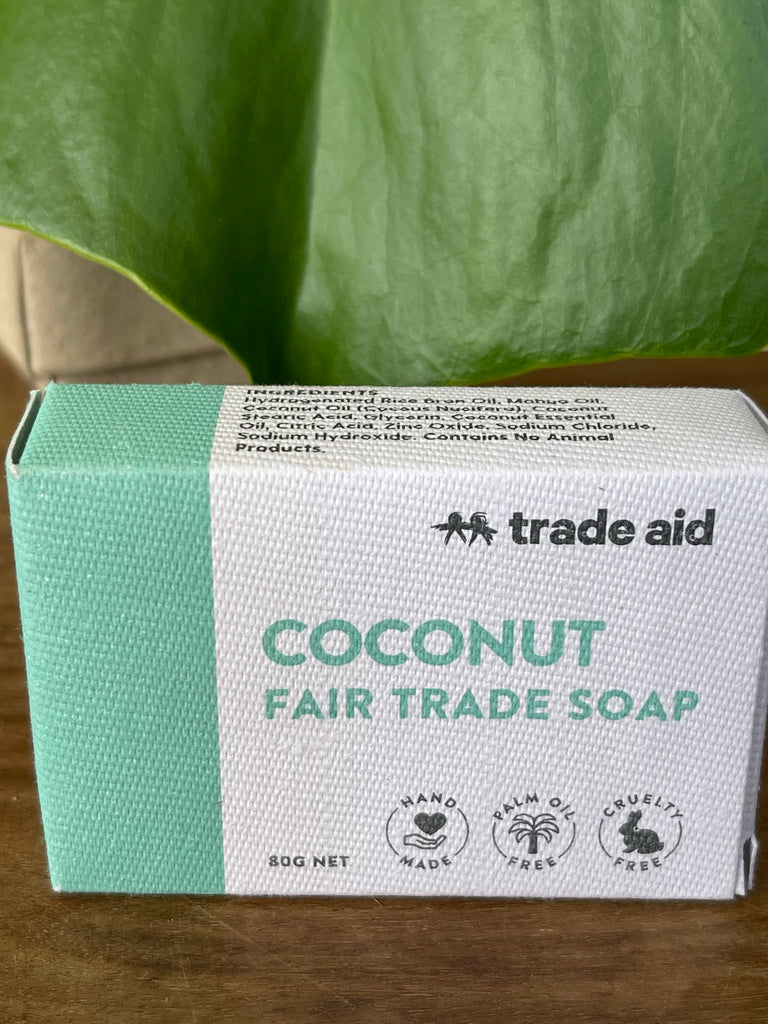 INGREDIENTS
Hydrogenated Rice Bran Oil, Mahua Oil,
Coconut Oil (Cocous Nucifera), Coconut
Stearic Acid, Glycerin, Coconut Essential
Oil, Citric Acid, Zinc Oxide, Sodium Chloride,
Sodium Hydroxide. Contains No Animal
Products.
trade aid
COCONUT
FAIR TRADE SOAP
80G NET
HAND
MADE
PALM OIL
FREE
CRUELTY
FREE